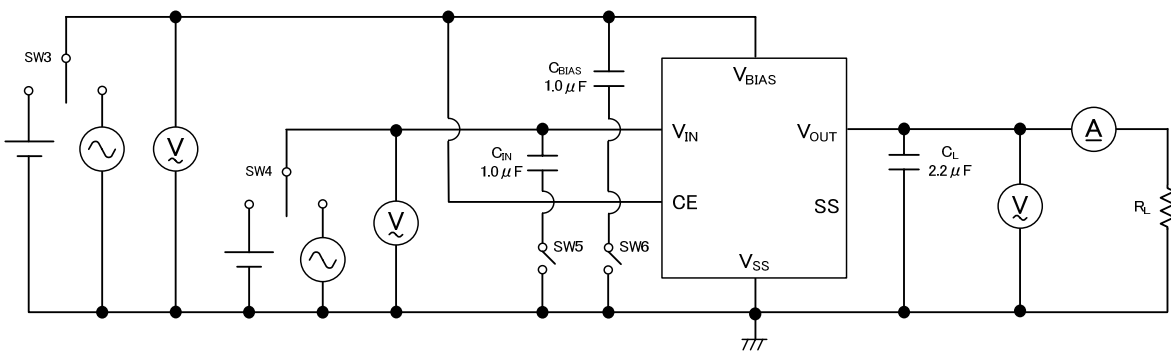 SW3
C_BIAS
1.0 μF
V_BIAS
V
V_IN
V_OUT
A
C_IN
1.0 μF
C_L
2.2 μF
SW4
V
CE
SS
V
R_L
SW5
SW6
V_SS